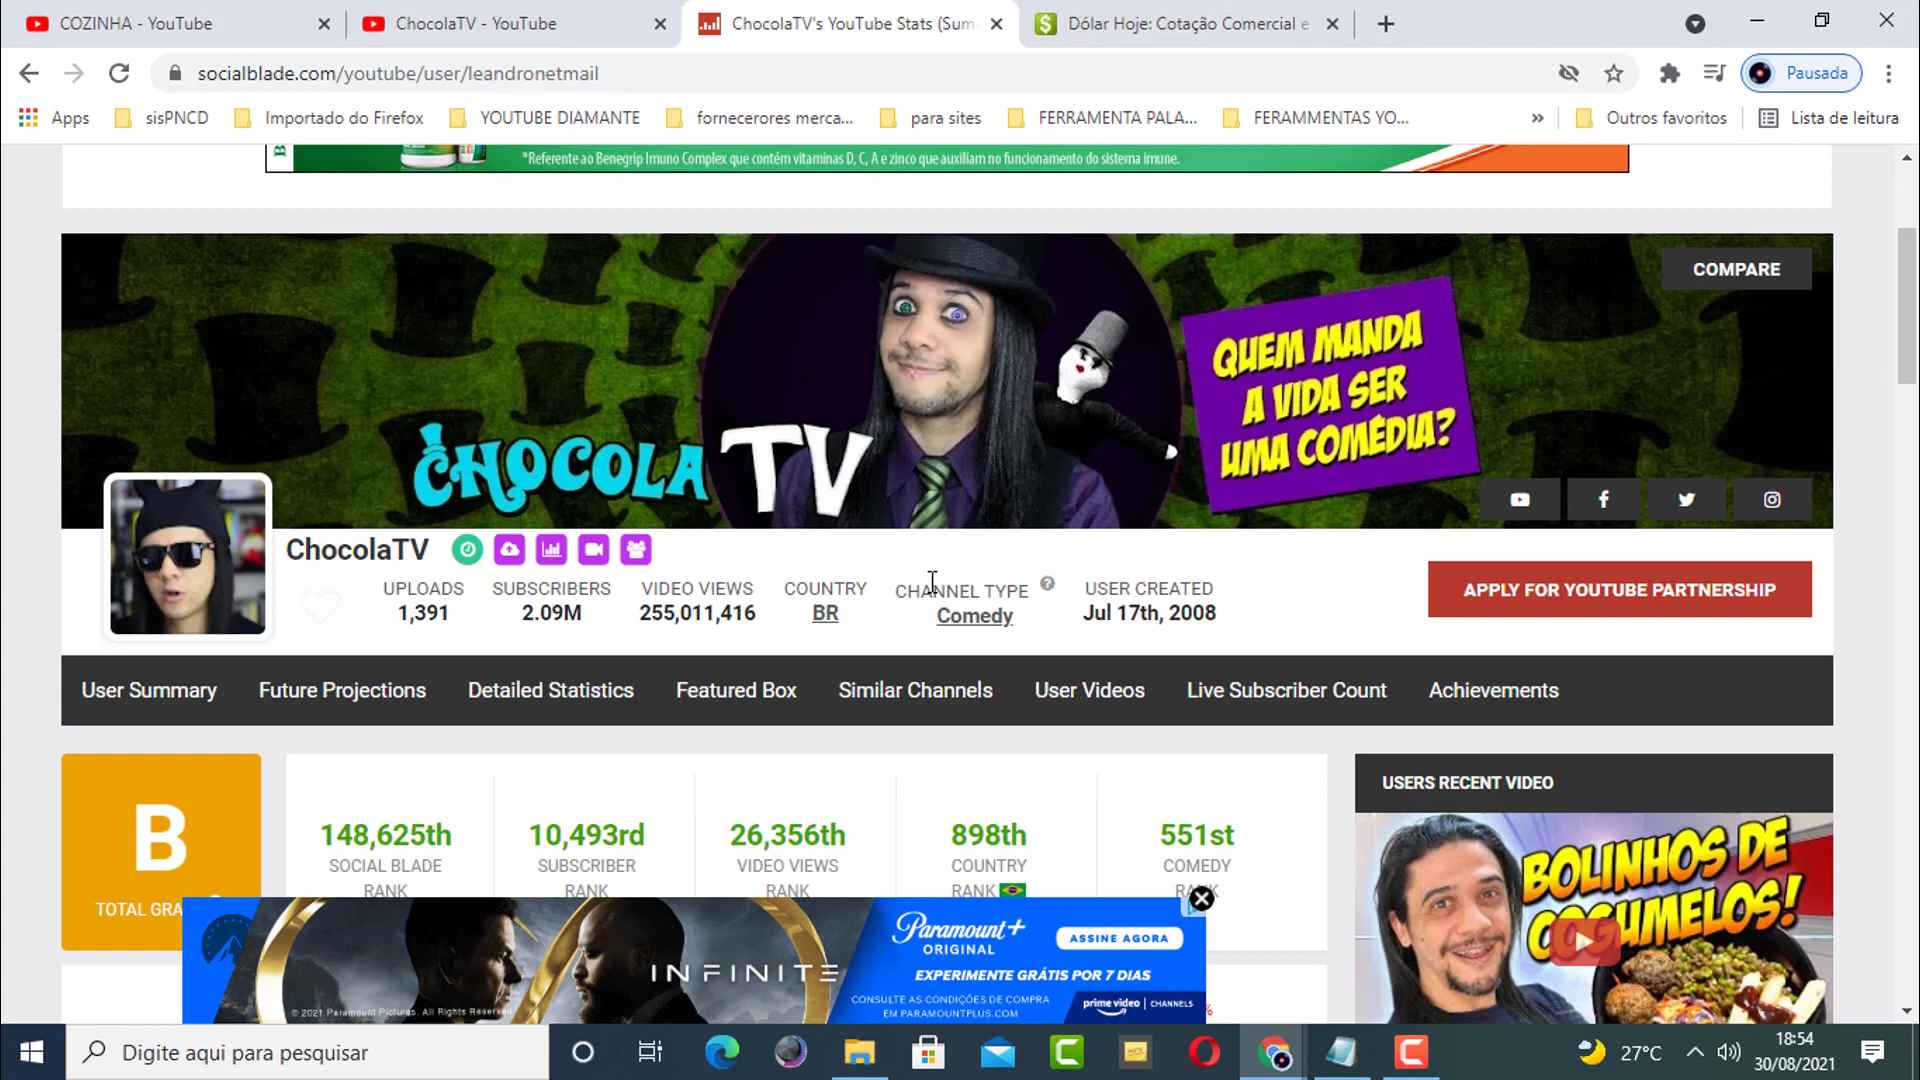 COZINHA - YouTube
ChocolaTV - YouTube
ChocolaTV's YouTube Stats (Sum
Dólar Hoje: Cotação Comercial e
socialblade.com/youtube/user/leandronetmail
Pausada
Apps
sisPNCD
Importado do Firefox
YOUTUBE DIAMANTE
fornecerores merca...
para sites
FERRAMENTA PALA...
FERAMMENTAS YO...
»
Outros favoritos
Lista de leitura
*Referente ao Benegrip Imuno Complex que contém vitaminas D, C, A e zinco que auxiliam no funcionamento do sistema imune.
COMPARE
CHOCOLA TV
QUEM MANDA
A VIDA SER
UMA COMÉDIA?
ChocolaTV
UPLOADS
1,391
SUBSCRIBERS
2.09M
VIDEO VIEWS
255,011,416
COUNTRY
BR
CHANNEL TYPE
Comedy
USER CREATED
Jul 17th, 2008
APPLY FOR YOUTUBE PARTNERSHIP
User Summary
Future Projections
Detailed Statistics
Featured Box
Similar Channels
User Videos
Live Subscriber Count
Achievements
B
TOTAL GRA
148,625th
SOCIAL BLADE
RANK
10,493rd
SUBSCRIBER
RANK
26,356th
VIDEO VIEWS
RANK
898th
COUNTRY
RANK
551st
COMEDY
RANK
USERS RECENT VIDEO
BOLINHOS DE
COGUMELOS!
INFINITE
© 2021 Paramount Pictures. All Rights Reserved
Paramount+
ORIGINAL
ASSINE AGORA
EXPERIMENTE GRÁTIS POR 7 DIAS
CONSULTE AS CONDIÇÕES DE COMPRA
EM PARAMOUNTPLUS.COM
prime video | CHANNELS
%
Digite aqui para pesquisar
27°C
18:54
30/08/2021